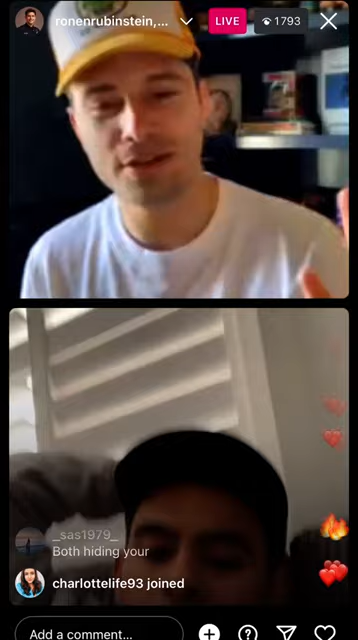 ronenrubinstein,...
LIVE
1793
_sas1979_
Both hiding your
charlottelife93 joined
Add a comment...